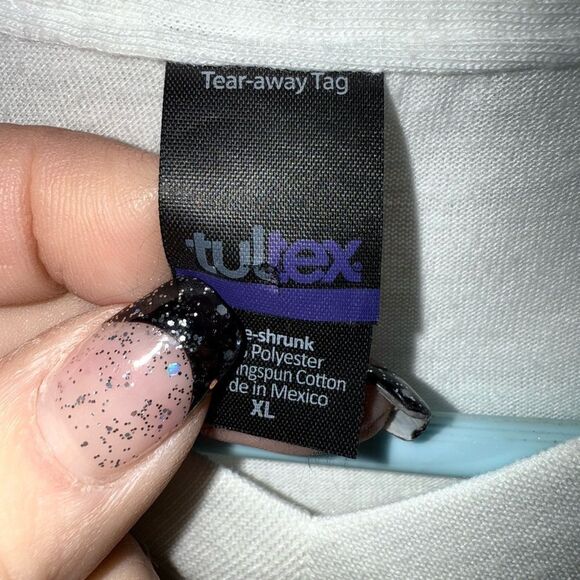 Tear-away Tag
tultex
e-shrunk
Polyester
ngspun Cotton
de in Mexico
XL